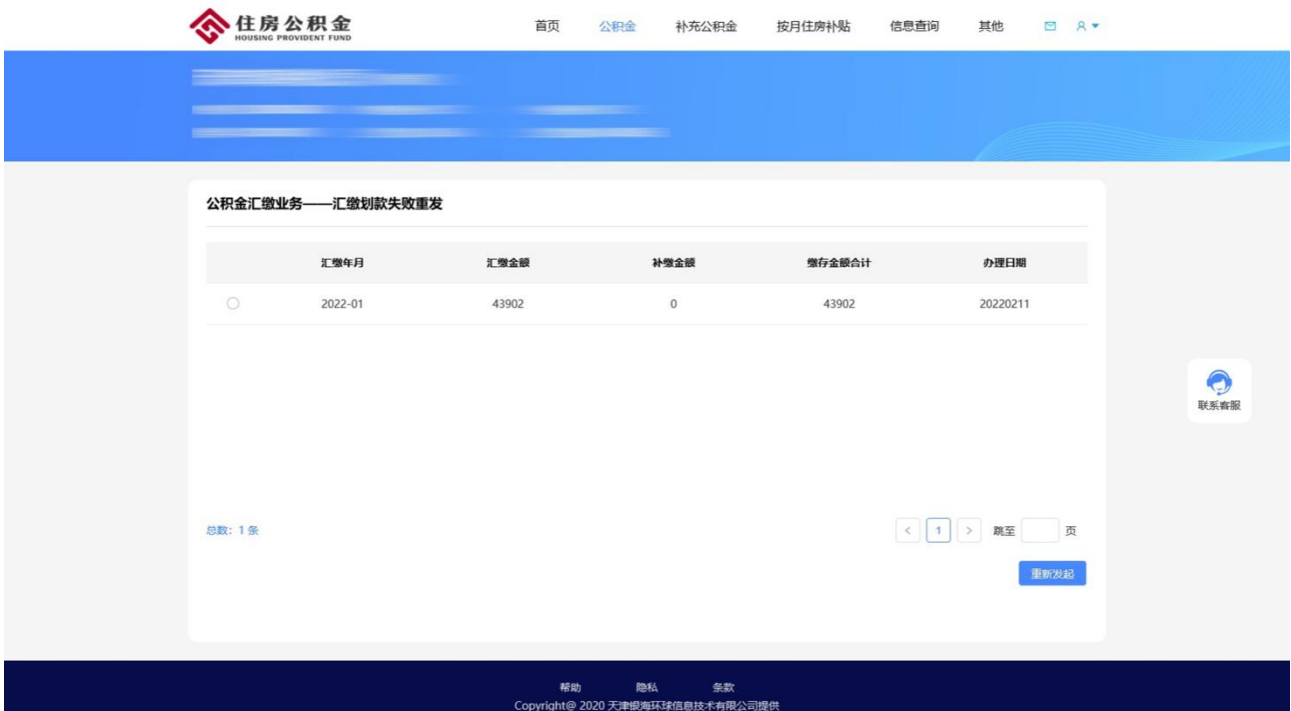 住房公积金
HOUSING PROVIDENT FUND
首页 公积金 补充公积金 按月住房补贴 信息查询 其他
公积金汇缴业务——汇缴划款失败重发
汇缴年月 汇缴金额 补缴金额 缴存金额合计 办理日期
2022-01 43902 0 43902 20220211
联系客服
总数：1 条 < 1 > 跳至 页
重新发起
帮助 隐私 条款
Copyright@ 2020 天津银海环球信息技术有限公司提供